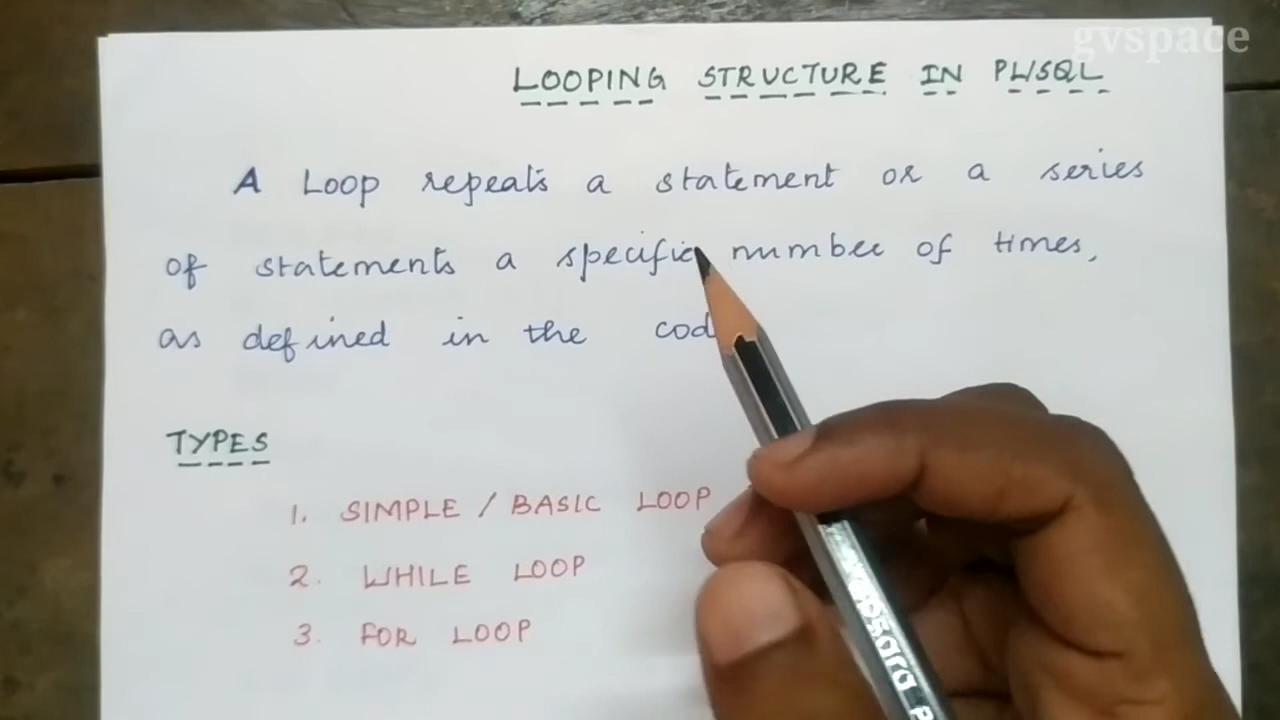 gvspace
LOOPING STRUCTURE IN PL/SQL
A Loop repeats a statement or a series
of statements a specific number of times,
as defined in the cod
TYPES
1. SIMPLE / BASIC LOOP
2. WHILE LOOP
3. FOR LOOP